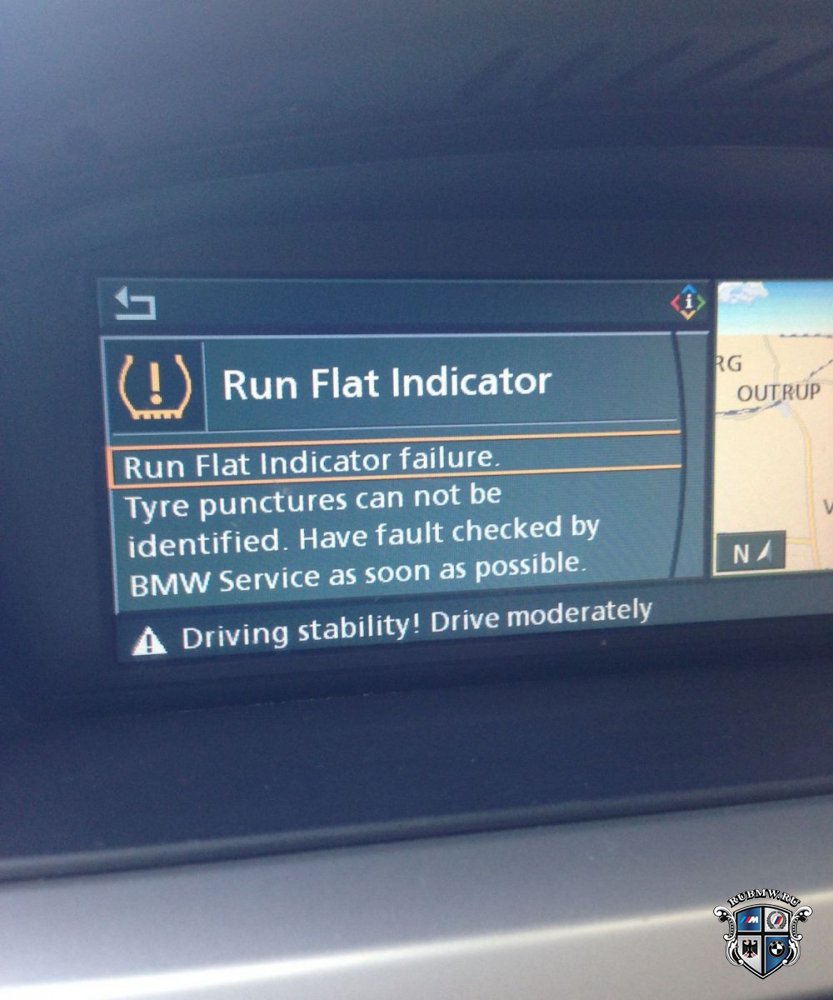 Run Flat Indicator
Run Flat Indicator failure.
Tyre punctures can not be
identified. Have fault checked by
BMW Service as soon as possible.
Driving stability! Drive moderately
RG
OUTRUP
V
N
RUBMW.RU